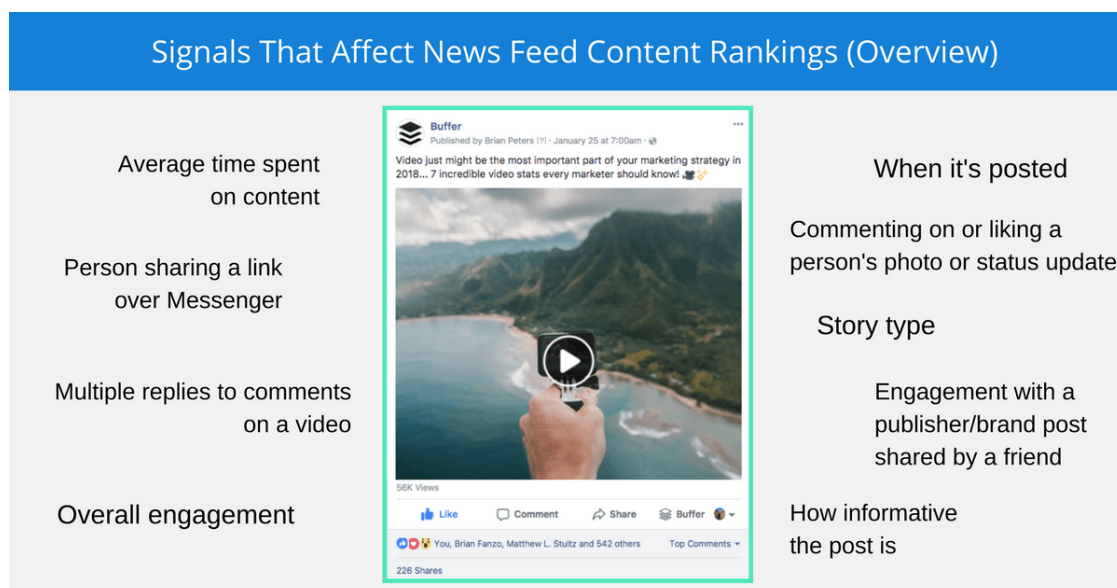 Signals That Affect News Feed Content Rankings (Overview)
Average time spent
on content
Person sharing a link
over Messenger
Multiple replies to comments
on a video
Overall engagement
Buffer
Published by Brian Peters [?] · January 25 at 7:00am ·
Video just might be the most important part of your marketing strategy in
2018... 7 incredible video stats every marketer should know!
56K Views
Like Comment Share Buffer
You, Brian Fanzo, Matthew L. Stultz and 542 others Top Comments
226 Shares
When it's posted
Commenting on or liking a
person's photo or status update
Story type
Engagement with a
publisher/brand post
shared by a friend
How informative
the post is